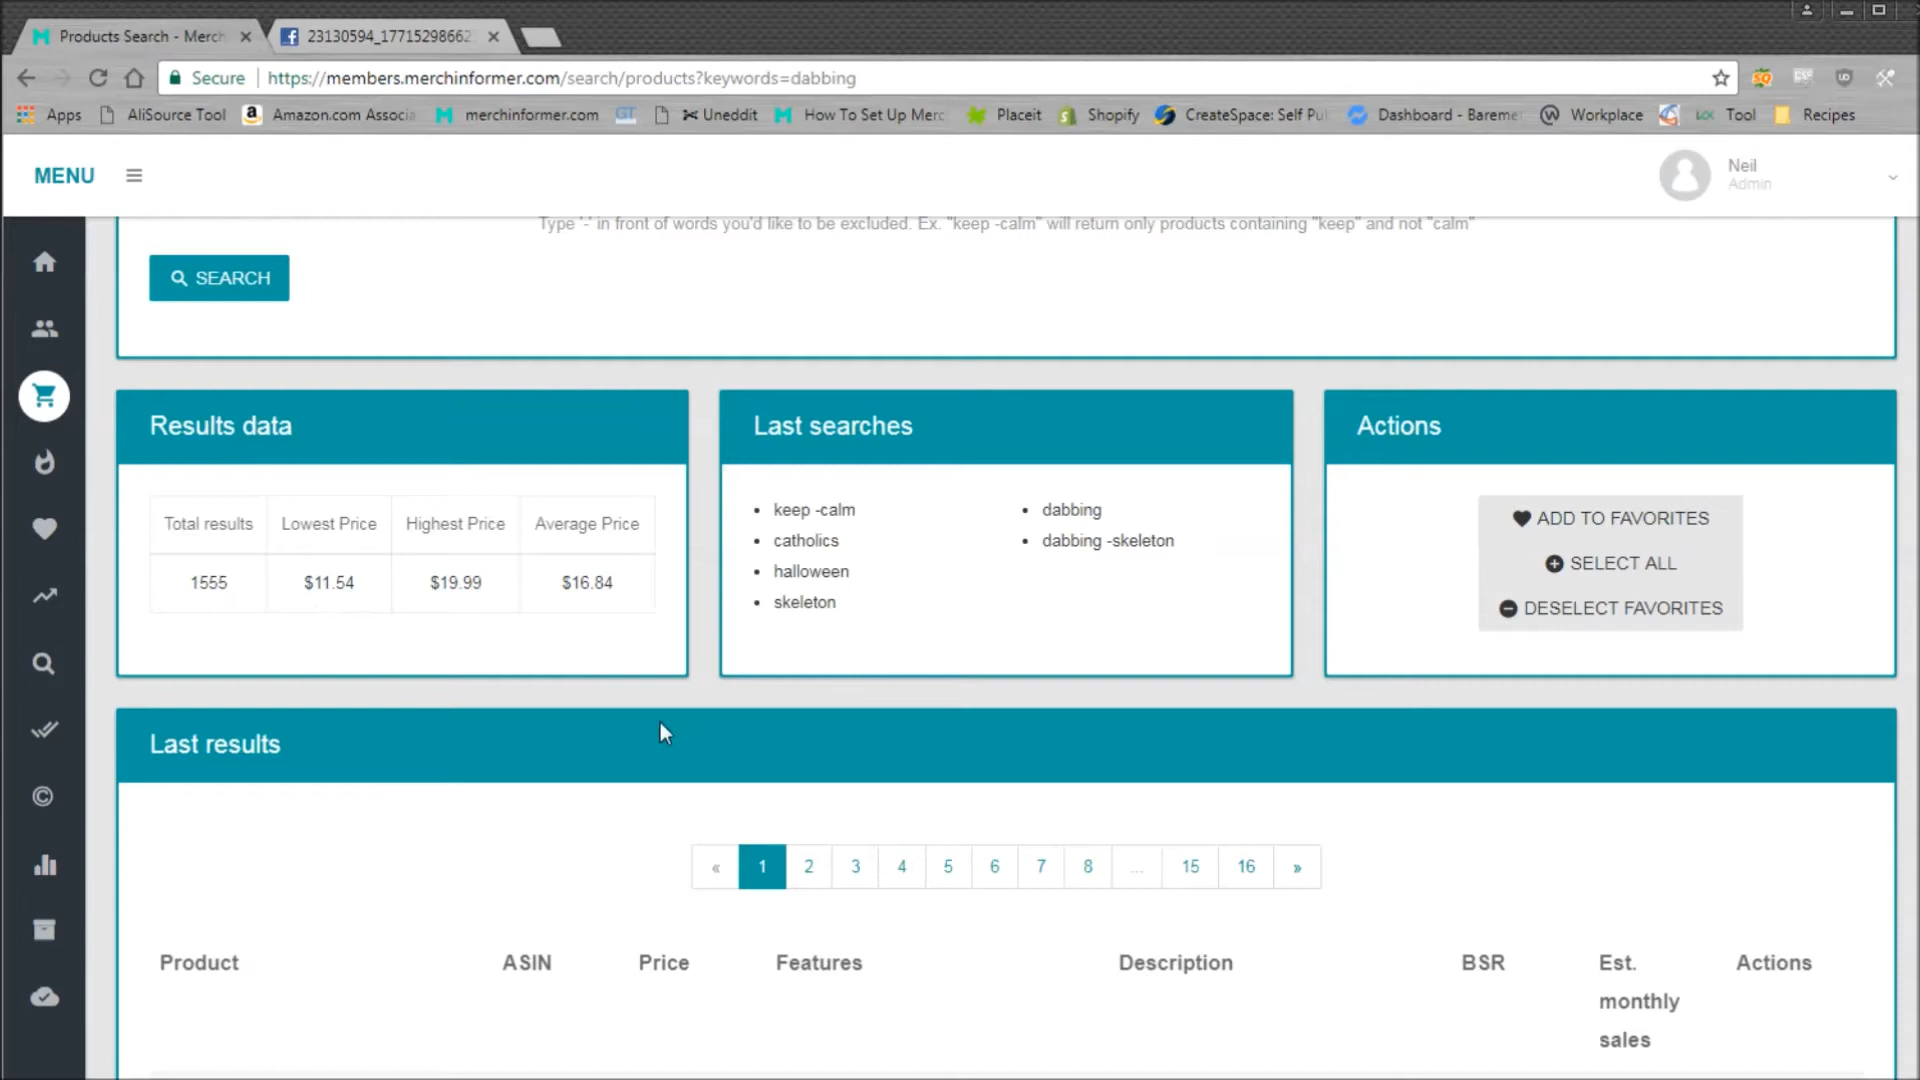 Products Search - Merch
23130594_17715298662
Secure
https://members.merchinformer.com/search/products?keywords=dabbing
Apps
AliSource Tool
Amazon.com Associa
merchinformer.com
GT
Uneddit
How To Set Up Merc
Placeit
Shopify
CreateSpace: Self Pu
Dashboard - Bareme
Workplace
Tool
Recipes
MENU
Neil
Admin
Type '-' in front of words you'd like to be excluded. Ex. "keep -calm" will return only products containing "keep" and not "calm"
SEARCH
Results data
Total results Lowest Price Highest Price Average Price
1555 $11.54 $19.99 $16.84
Last searches
keep -calm
catholics
halloween
skeleton
dabbing
dabbing -skeleton
Actions
ADD TO FAVORITES
SELECT ALL
DESELECT FAVORITES
Last results
« 1 2 3 4 5 6 7 8 ... 15 16 »
Product ASIN Price Features Description BSR Est. monthly sales Actions